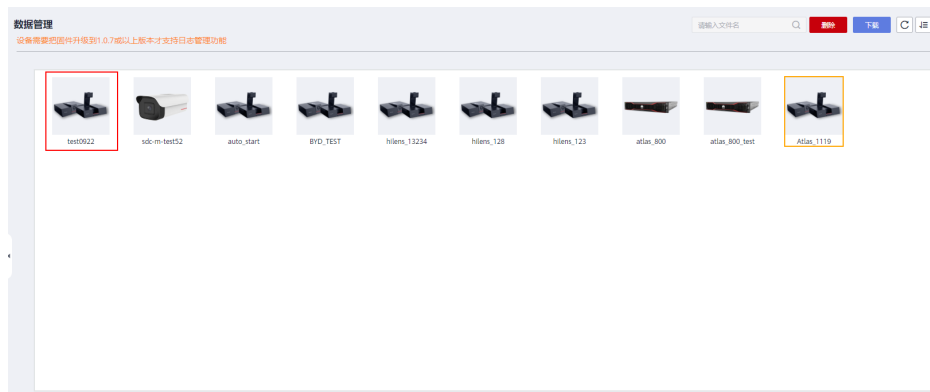 数据管理
请输入文件名
删除
下载
设备需要把固件升级到1.0.7或以上版本才支持日志管理功能
test0922
sdc-m-test52
auto_start
BYD_TEST
hilens_13234
hilens_128
hilens_123
atlas_800
atlas_800_test
Atlas_1119